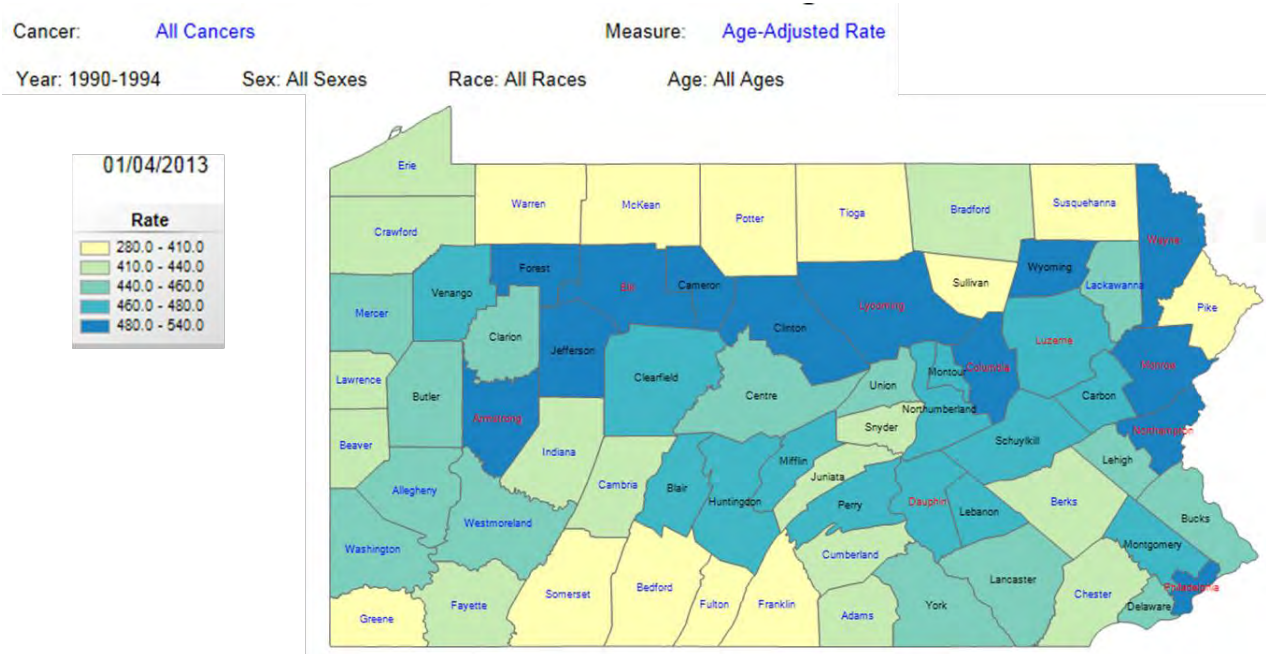 Cancer: All Cancers Measure: Age-Adjusted Rate
Year: 1990-1994 Sex: All Sexes Race: All Races Age: All Ages
01/04/2013
Rate
280.0 - 410.0
410.0 - 440.0
440.0 - 460.0
460.0 - 480.0
480.0 - 540.0
Erie
Warren
McKean
Potter
Tioga
Bradford
Susquehanna
Wayne
Crawford
Forest
Elk
Cameron
Wyoming
Lackawanna
Venango
Sullivan
Pike
Mercer
Clarion
Jefferson
Clinton
Lycoming
Luzerne
Monroe
Lawrence
Butler
Clearfield
Centre
Union
Montour
Columbia
Carbon
Armstrong
Northumberland
Snyder
Schuylkill
Northampton
Beaver
Indiana
Mifflin
Lehigh
Allegheny
Cambria
Blair
Huntingdon
Juniata
Perry
Dauphin
Lebanon
Berks
Bucks
Westmoreland
Washington
Cumberland
Montgomery
Greene
Fayette
Somerset
Bedford
Fulton
Franklin
Adams
York
Lancaster
Chester
Delaware
Philadelphia